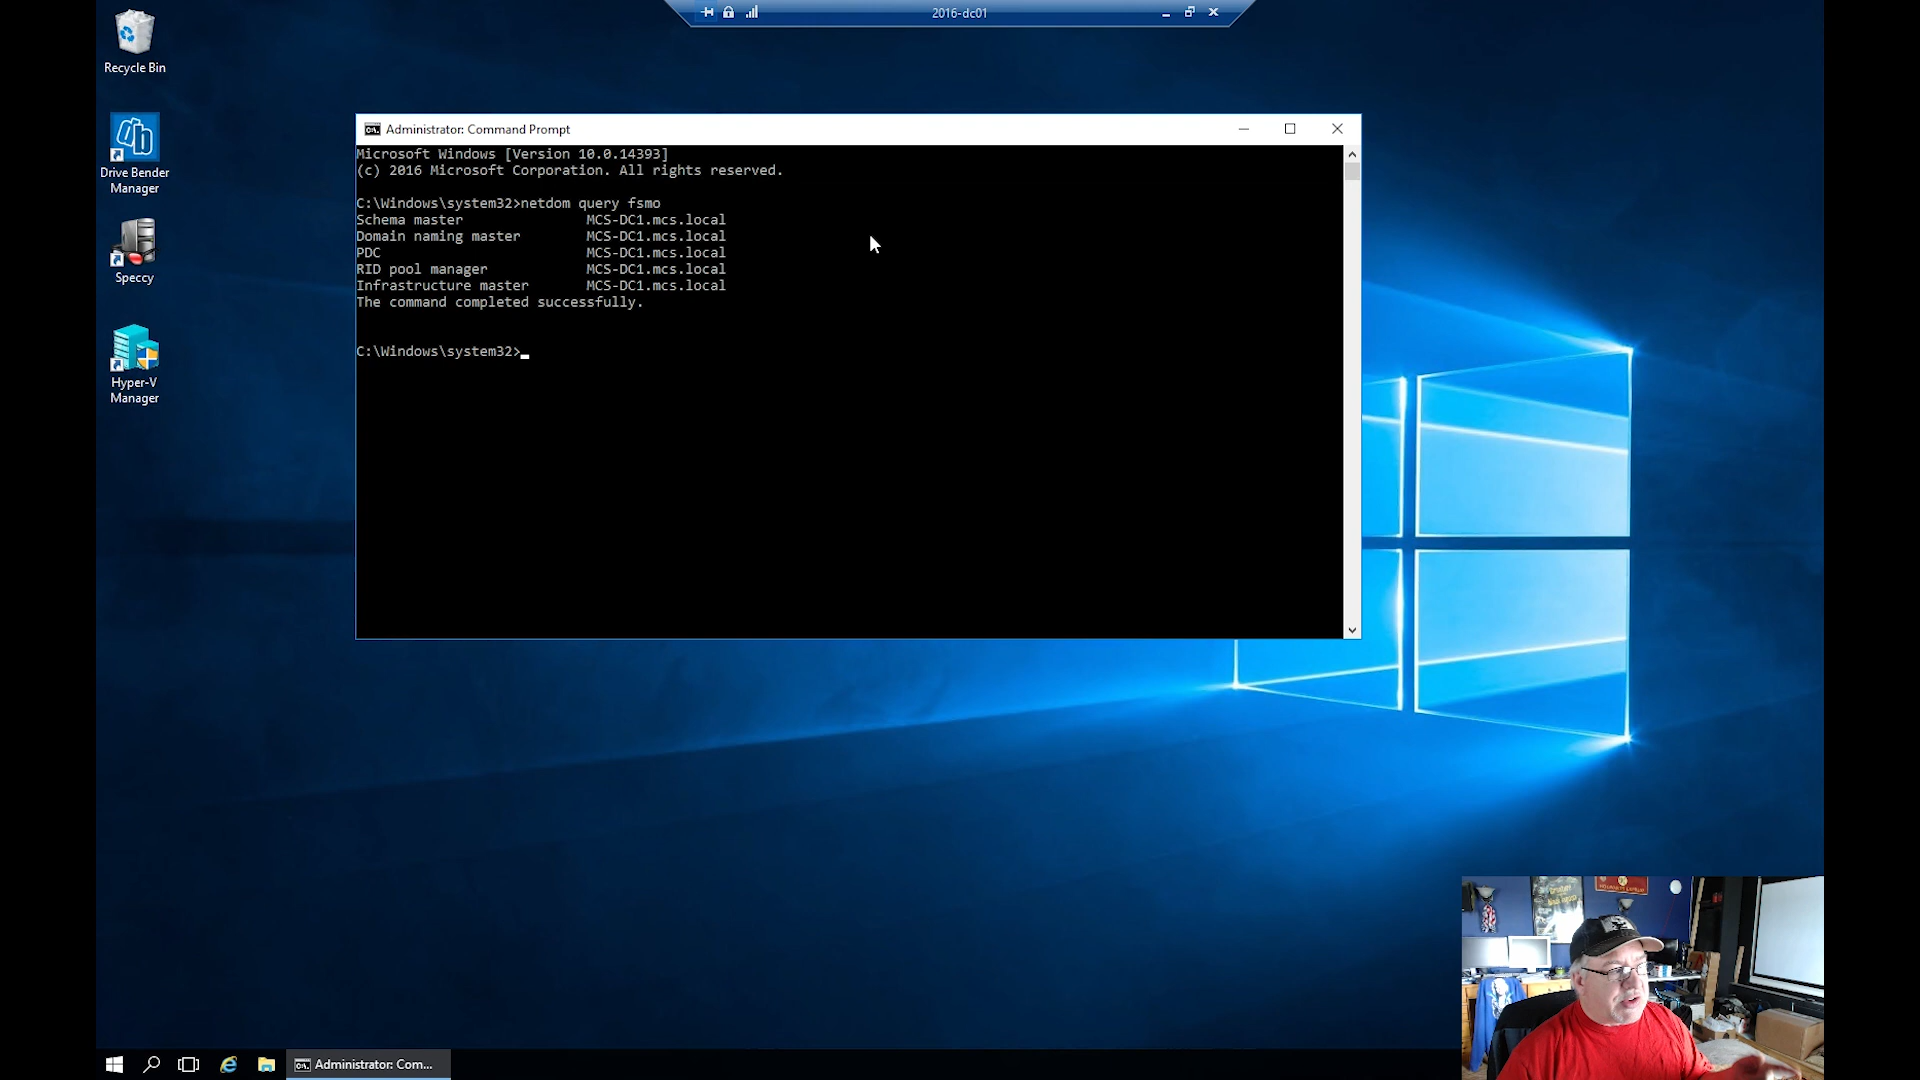 2016-dc01
Recycle Bin
Drive Bender
Manager
Speccy
Hyper-V
Manager
Administrator: Command Prompt
Microsoft Windows [Version 10.0.14393]
(c) 2016 Microsoft Corporation. All rights reserved.
C:\Windows\system32>netdom query fsmo
Schema master MCS-DC1.mcs.local
Domain naming master MCS-DC1.mcs.local
PDC MCS-DC1.mcs.local
RID pool manager MCS-DC1.mcs.local
Infrastructure master MCS-DC1.mcs.local
The command completed successfully.
C:\Windows\system32>
Administrator: Com...